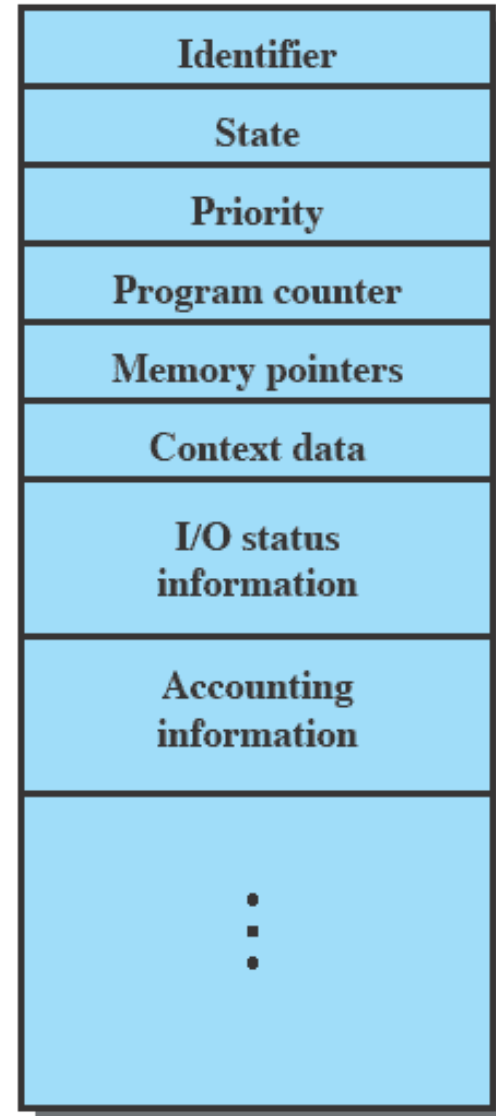 Identifier
State
Priority
Program counter
Memory pointers
Context data
I/O status
information
Accounting
information